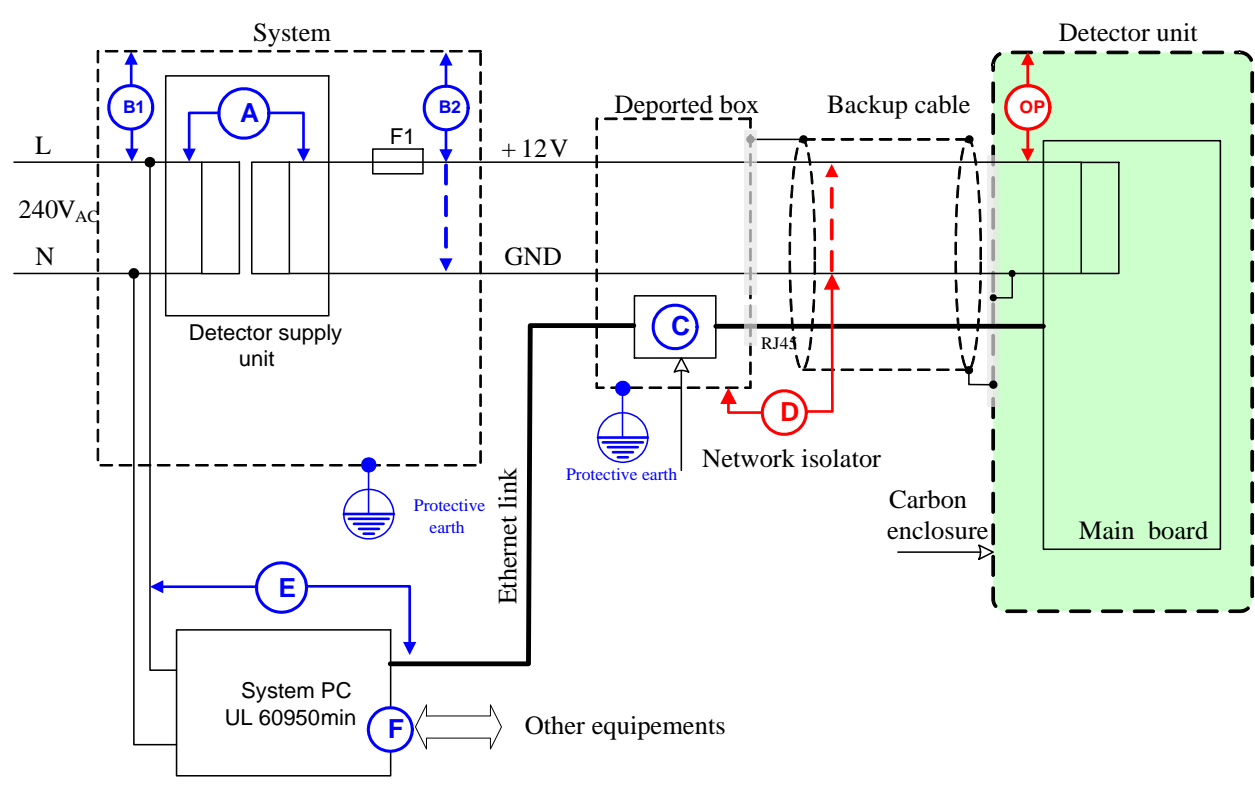 System
Detector unit
B1
A
B2
Deported box
Backup cable
OP
L
F1
+12V
240VAC
N
GND
Detector supply
unit
C
RJ45
D
Network isolator
Protective earth
Protective
earth
Ethernet link
Carbon
enclosure
Main board
E
System PC
UL 60950min
F
Other equipements